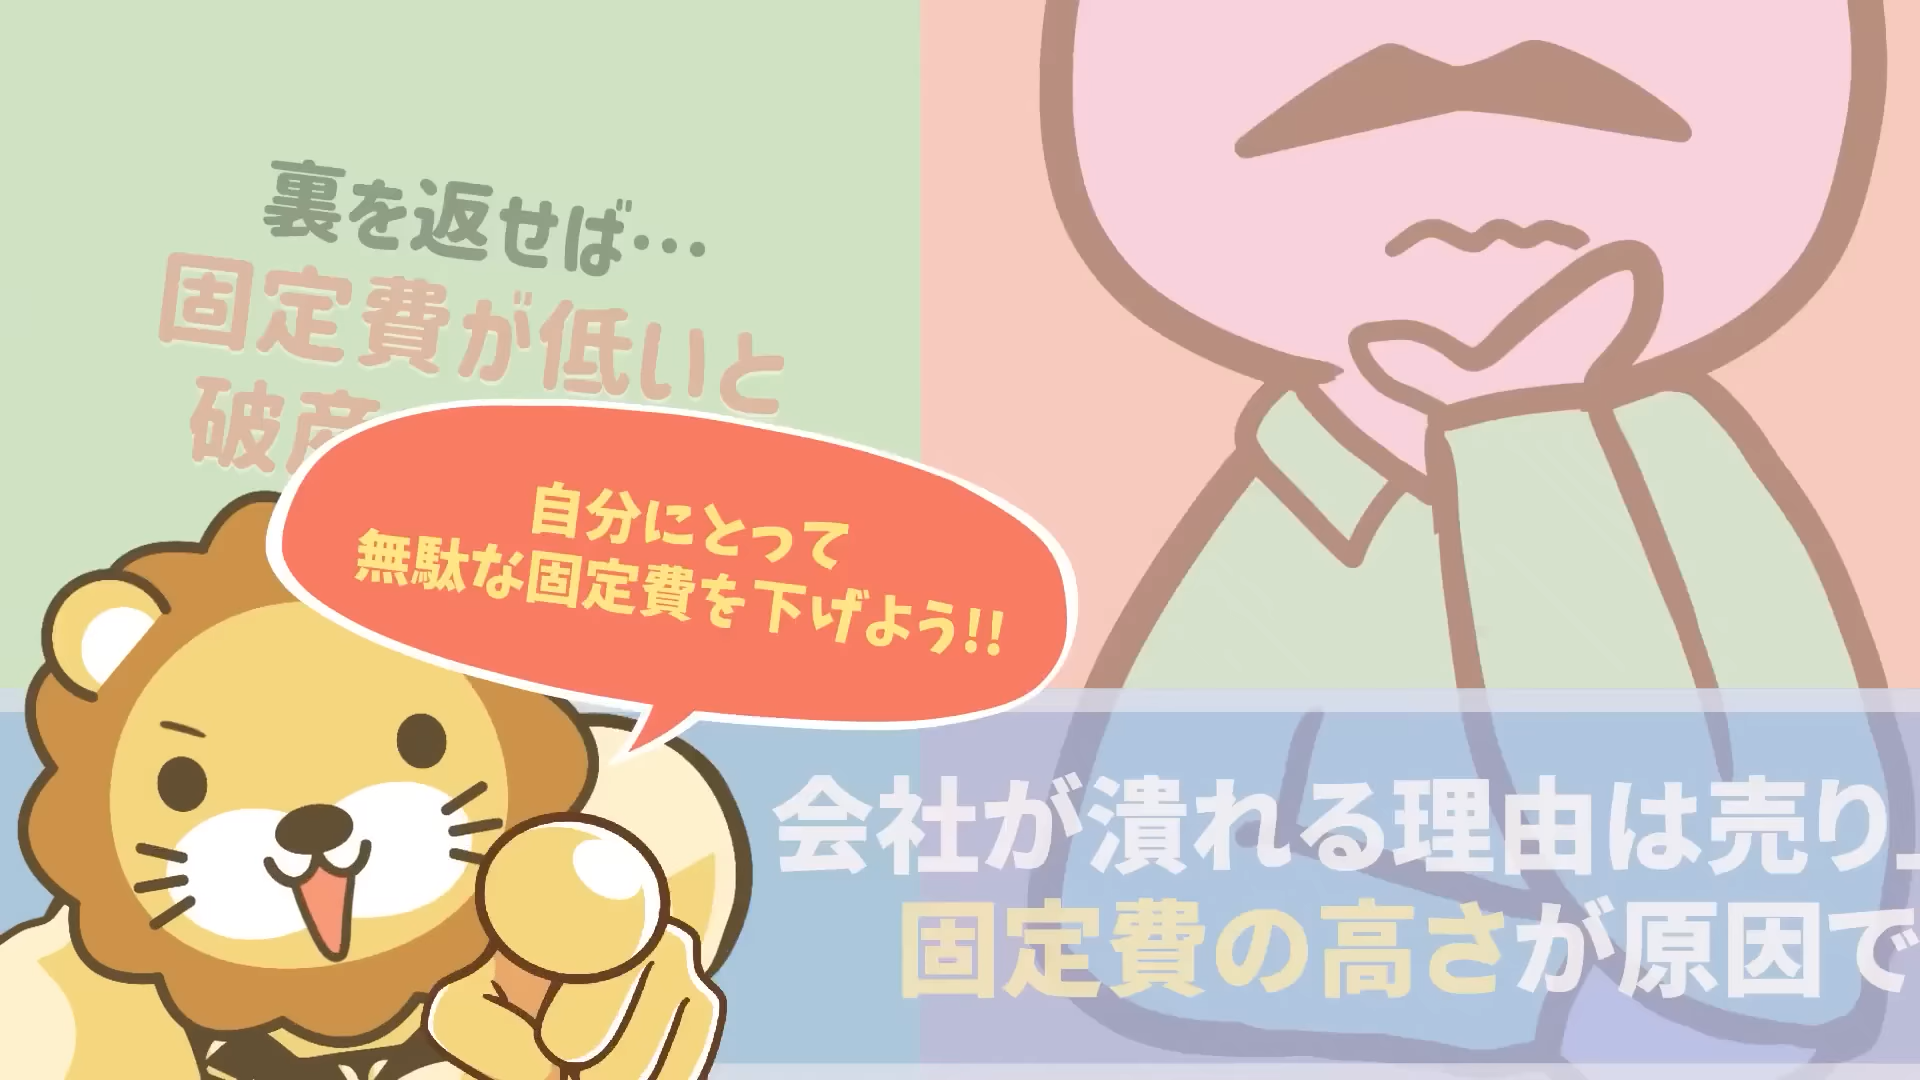 裏を返せば…
固定費が低いと
破産
自分にとって
無駄な固定費を下げよう!!
会社が潰れる理由は売り上
固定費の高さが原因で